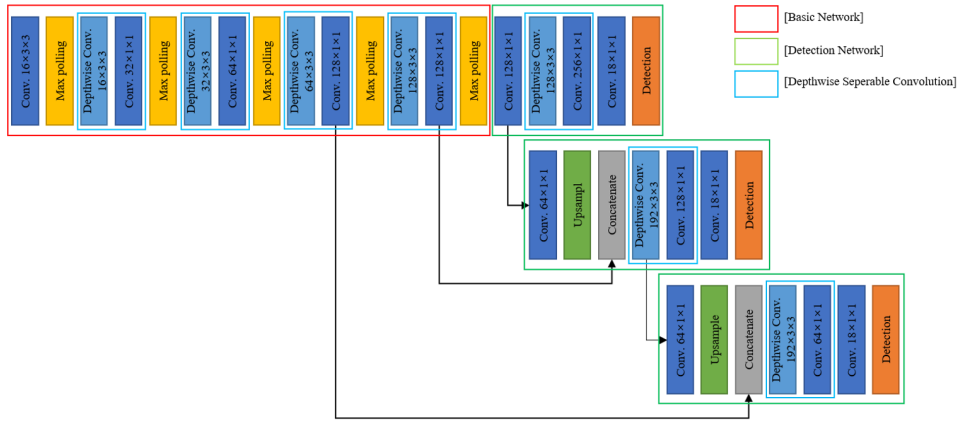 Conv. 16×3×3
Max polling
Depthwise Conv.
16×3×3
Conv. 32×1×1
Max polling
Depthwise Conv.
32×3×3
Conv. 64×1×1
Max polling
Depthwise Conv.
64×3×3
Conv. 128×1×1
Max polling
Depthwise Conv.
128×3×3
Conv. 128×1×1
Max polling
Conv. 128×1×1
Depthwise Conv.
128×3×3
Conv. 256×1×1
Conv. 18×1×1
Detection
[Basic Network]
[Detection Network]
[Depthwise Seperable Convolution]
Conv. 64×1×1
Upsampl
Concatenate
Depthwise Conv.
192×3×3
Conv. 128×1×1
Conv. 18×1×1
Detection
Conv. 64×1×1
Upsample
Concatenate
Depthwise Conv.
192×3×3
Conv. 64×1×1
Conv. 18×1×1
Detection